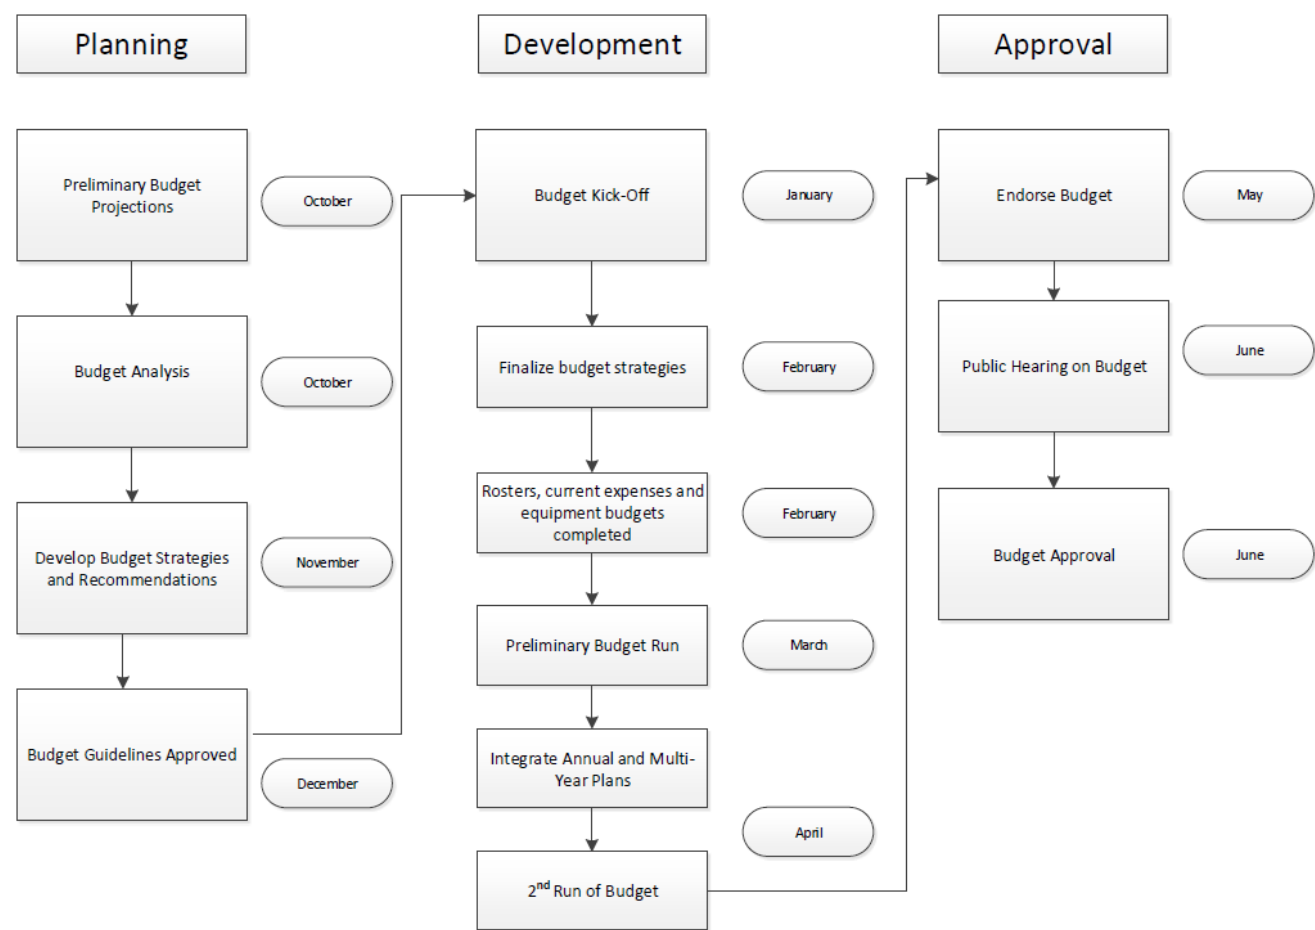 Planning
Development
Approval
Preliminary Budget
Projections
October
Budget Analysis
October
Develop Budget Strategies
and Recommendations
November
Budget Guidelines Approved
December
Budget Kick-Off
January
Finalize budget strategies
February
Rosters, current expenses and
equipment budgets
completed
February
Preliminary Budget Run
March
Integrate Annual and Multi-
Year Plans
April
2nd Run of Budget
Endorse Budget
May
Public Hearing on Budget
June
Budget Approval
June